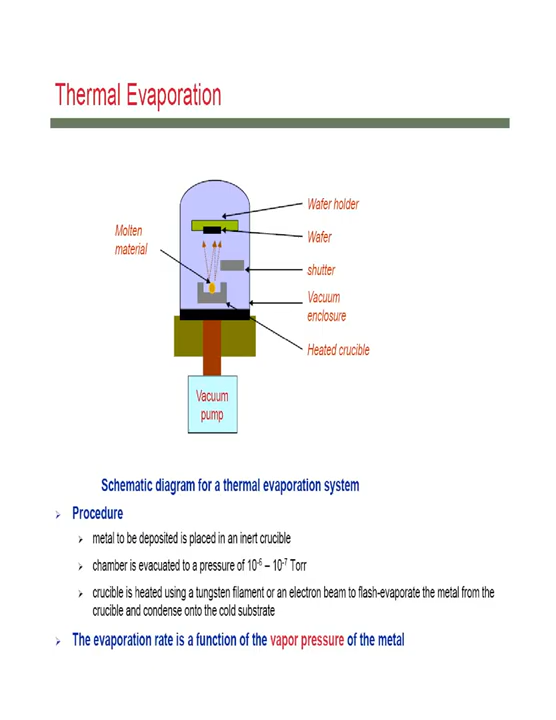 Thermal Evaporation
Wafer holder
Molten
material
Wafer
shutter
Vacuum
enclosure
Heated crucible
Vacuum
pump
Schematic diagram for a thermal evaporation system
➢ Procedure
➢ metal to be deposited is placed in an inert crucible
➢ chamber is evacuated to a pressure of 10⁻⁶ – 10⁻⁷ Torr
➢ crucible is heated using a tungsten filament or an electron beam to flash-evaporate the metal from the
crucible and condense onto the cold substrate
➢ The evaporation rate is a function of the vapor pressure of the metal